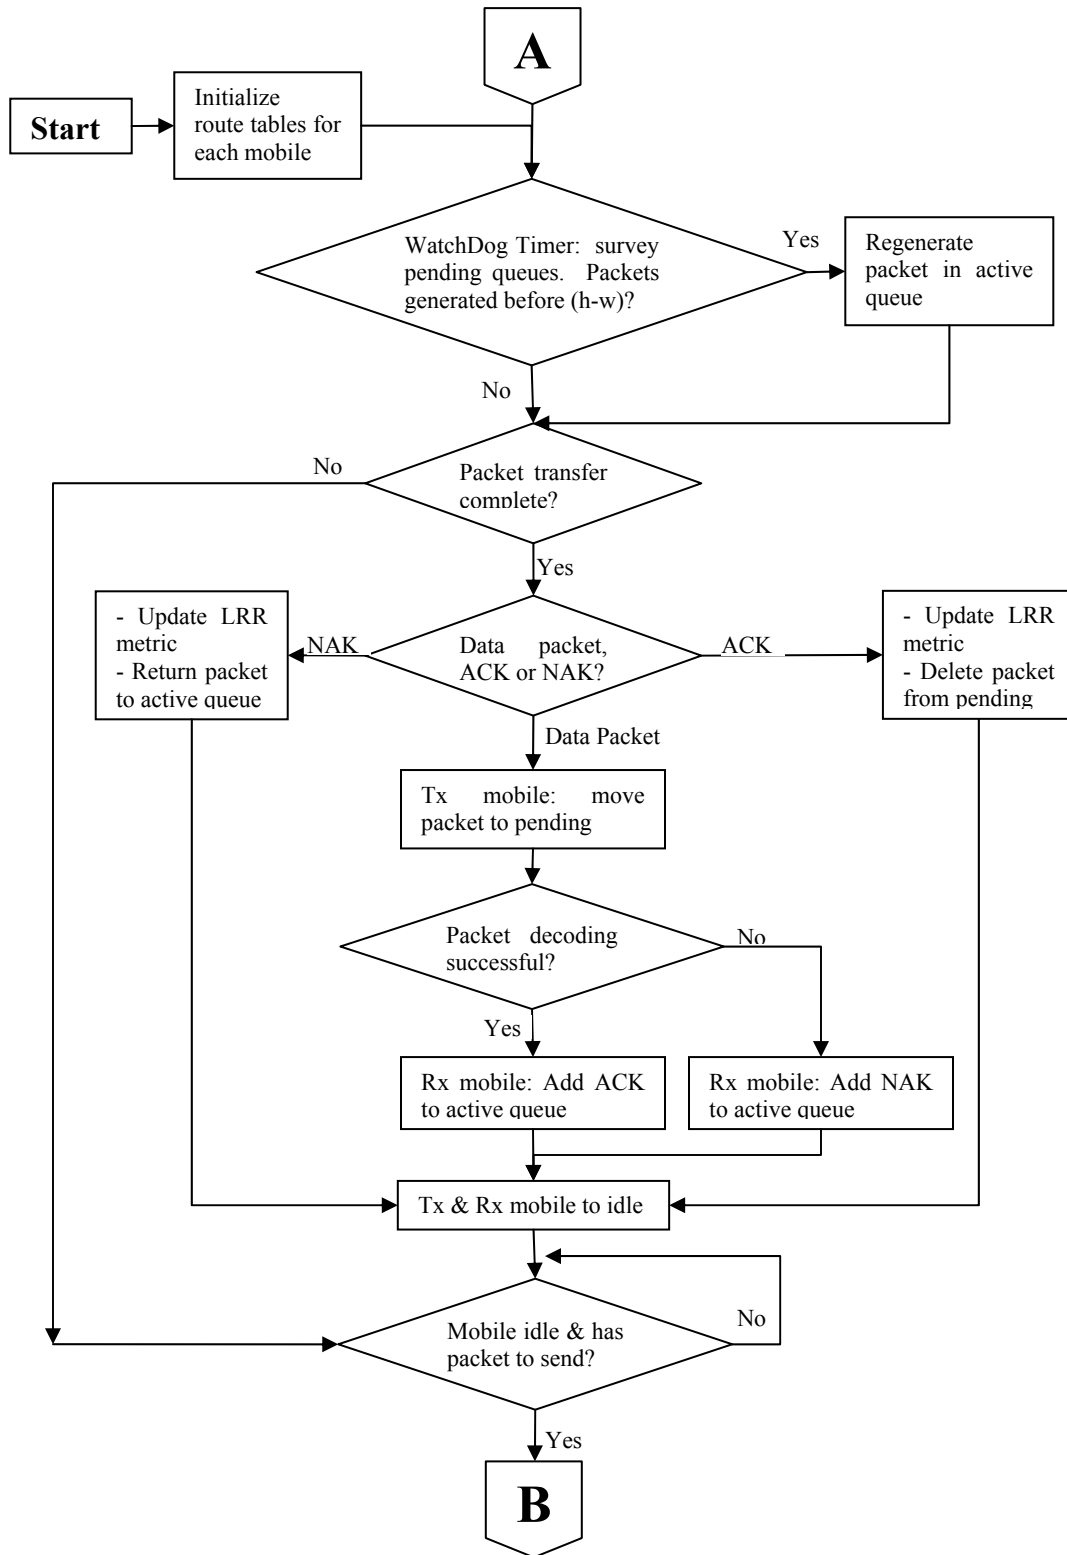 A
Start
Initialize
route tables for
each mobile
WatchDog Timer: survey
pending queues. Packets
generated before (h-w)?
Yes
Regenerate
packet in active
queue
No
No
Packet transfer
complete?
Yes
- Update LRR
metric
- Return packet
to active queue
NAK
Data packet,
ACK or NAK?
ACK
- Update LRR
metric
- Delete packet
from pending
Data Packet
Tx mobile: move
packet to pending
Packet decoding
successful?
No
Yes
Rx mobile: Add ACK
to active queue
Rx mobile: Add NAK
to active queue
Tx & Rx mobile to idle
Mobile idle & has
packet to send?
No
Yes
B